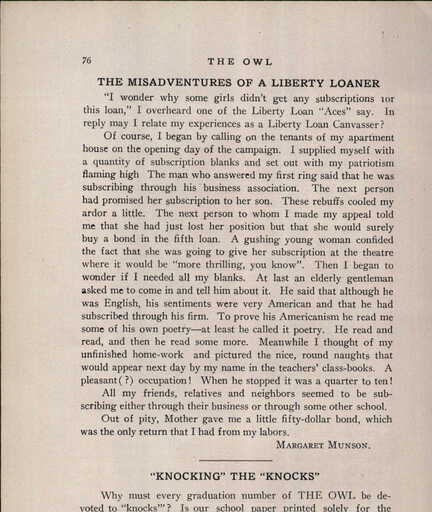 76
THE OWL
THE MISADVENTURES OF A LIBERTY LOANER
"I wonder why some girls didn't get any subscriptions for
this loan," I overheard one of the Liberty Loan "Aces" say. In
reply may I relate my experiences as a Liberty Loan Canvasser?
Of course, I began by calling on the tenants of my apartment
house on the opening day of the campaign. I supplied myself with
a quantity of subscription blanks and set out with my patriotism
flaming high The man who answered my first ring said that he was
subscribing through his business association. The next person
had promised her subscription to her son. These rebuffs cooled my
ardor a little. The next person to whom I made my appeal told
me that she had just lost her position but that she would surely
buy a bond in the fifth loan. A gushing young woman confided
the fact that she was going to give her subscription at the theatre
where it would be "more thrilling, you know". Then I began to
wonder if I needed all my blanks. At last an elderly gentleman
asked me to come in and tell him about it. He said that although he
was English, his sentiments were very American and that he had
subscribed through his firm. To prove his Americanism he read me
some of his own poetry—at least he called it poetry. He read and
read, and then he read some more. Meanwhile I thought of my
unfinished home-work and pictured the nice, round naughts that
would appear next day by my name in the teachers' class-books. A
pleasant(?) occupation! When he stopped it was a quarter to ten!
All my friends, relatives and neighbors seemed to be sub-
scribing either through their business or through some other school.
Out of pity, Mother gave me a little fifty-dollar bond, which
was the only return that I had from my labors.
MARGARET MUNSON.
"KNOCKING" THE "KNOCKS"
Why must every graduation number of THE OWL be de-
voted to "knocks"'? Is our school paper printed solely for the